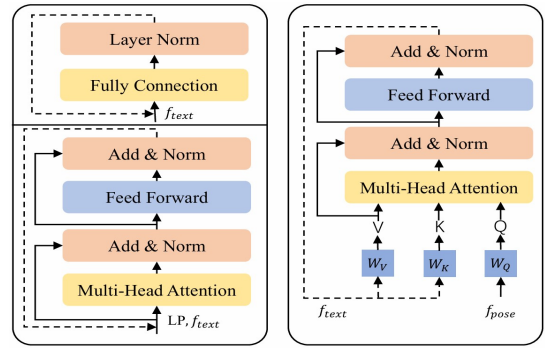 Layer Norm
Fully Connection
f_text
Add & Norm
Feed Forward
Add & Norm
Multi-Head Attention
LP, f_text
Add & Norm
Feed Forward
Add & Norm
Multi-Head Attention
V K Q
W_V W_K W_Q
f_text f_pose